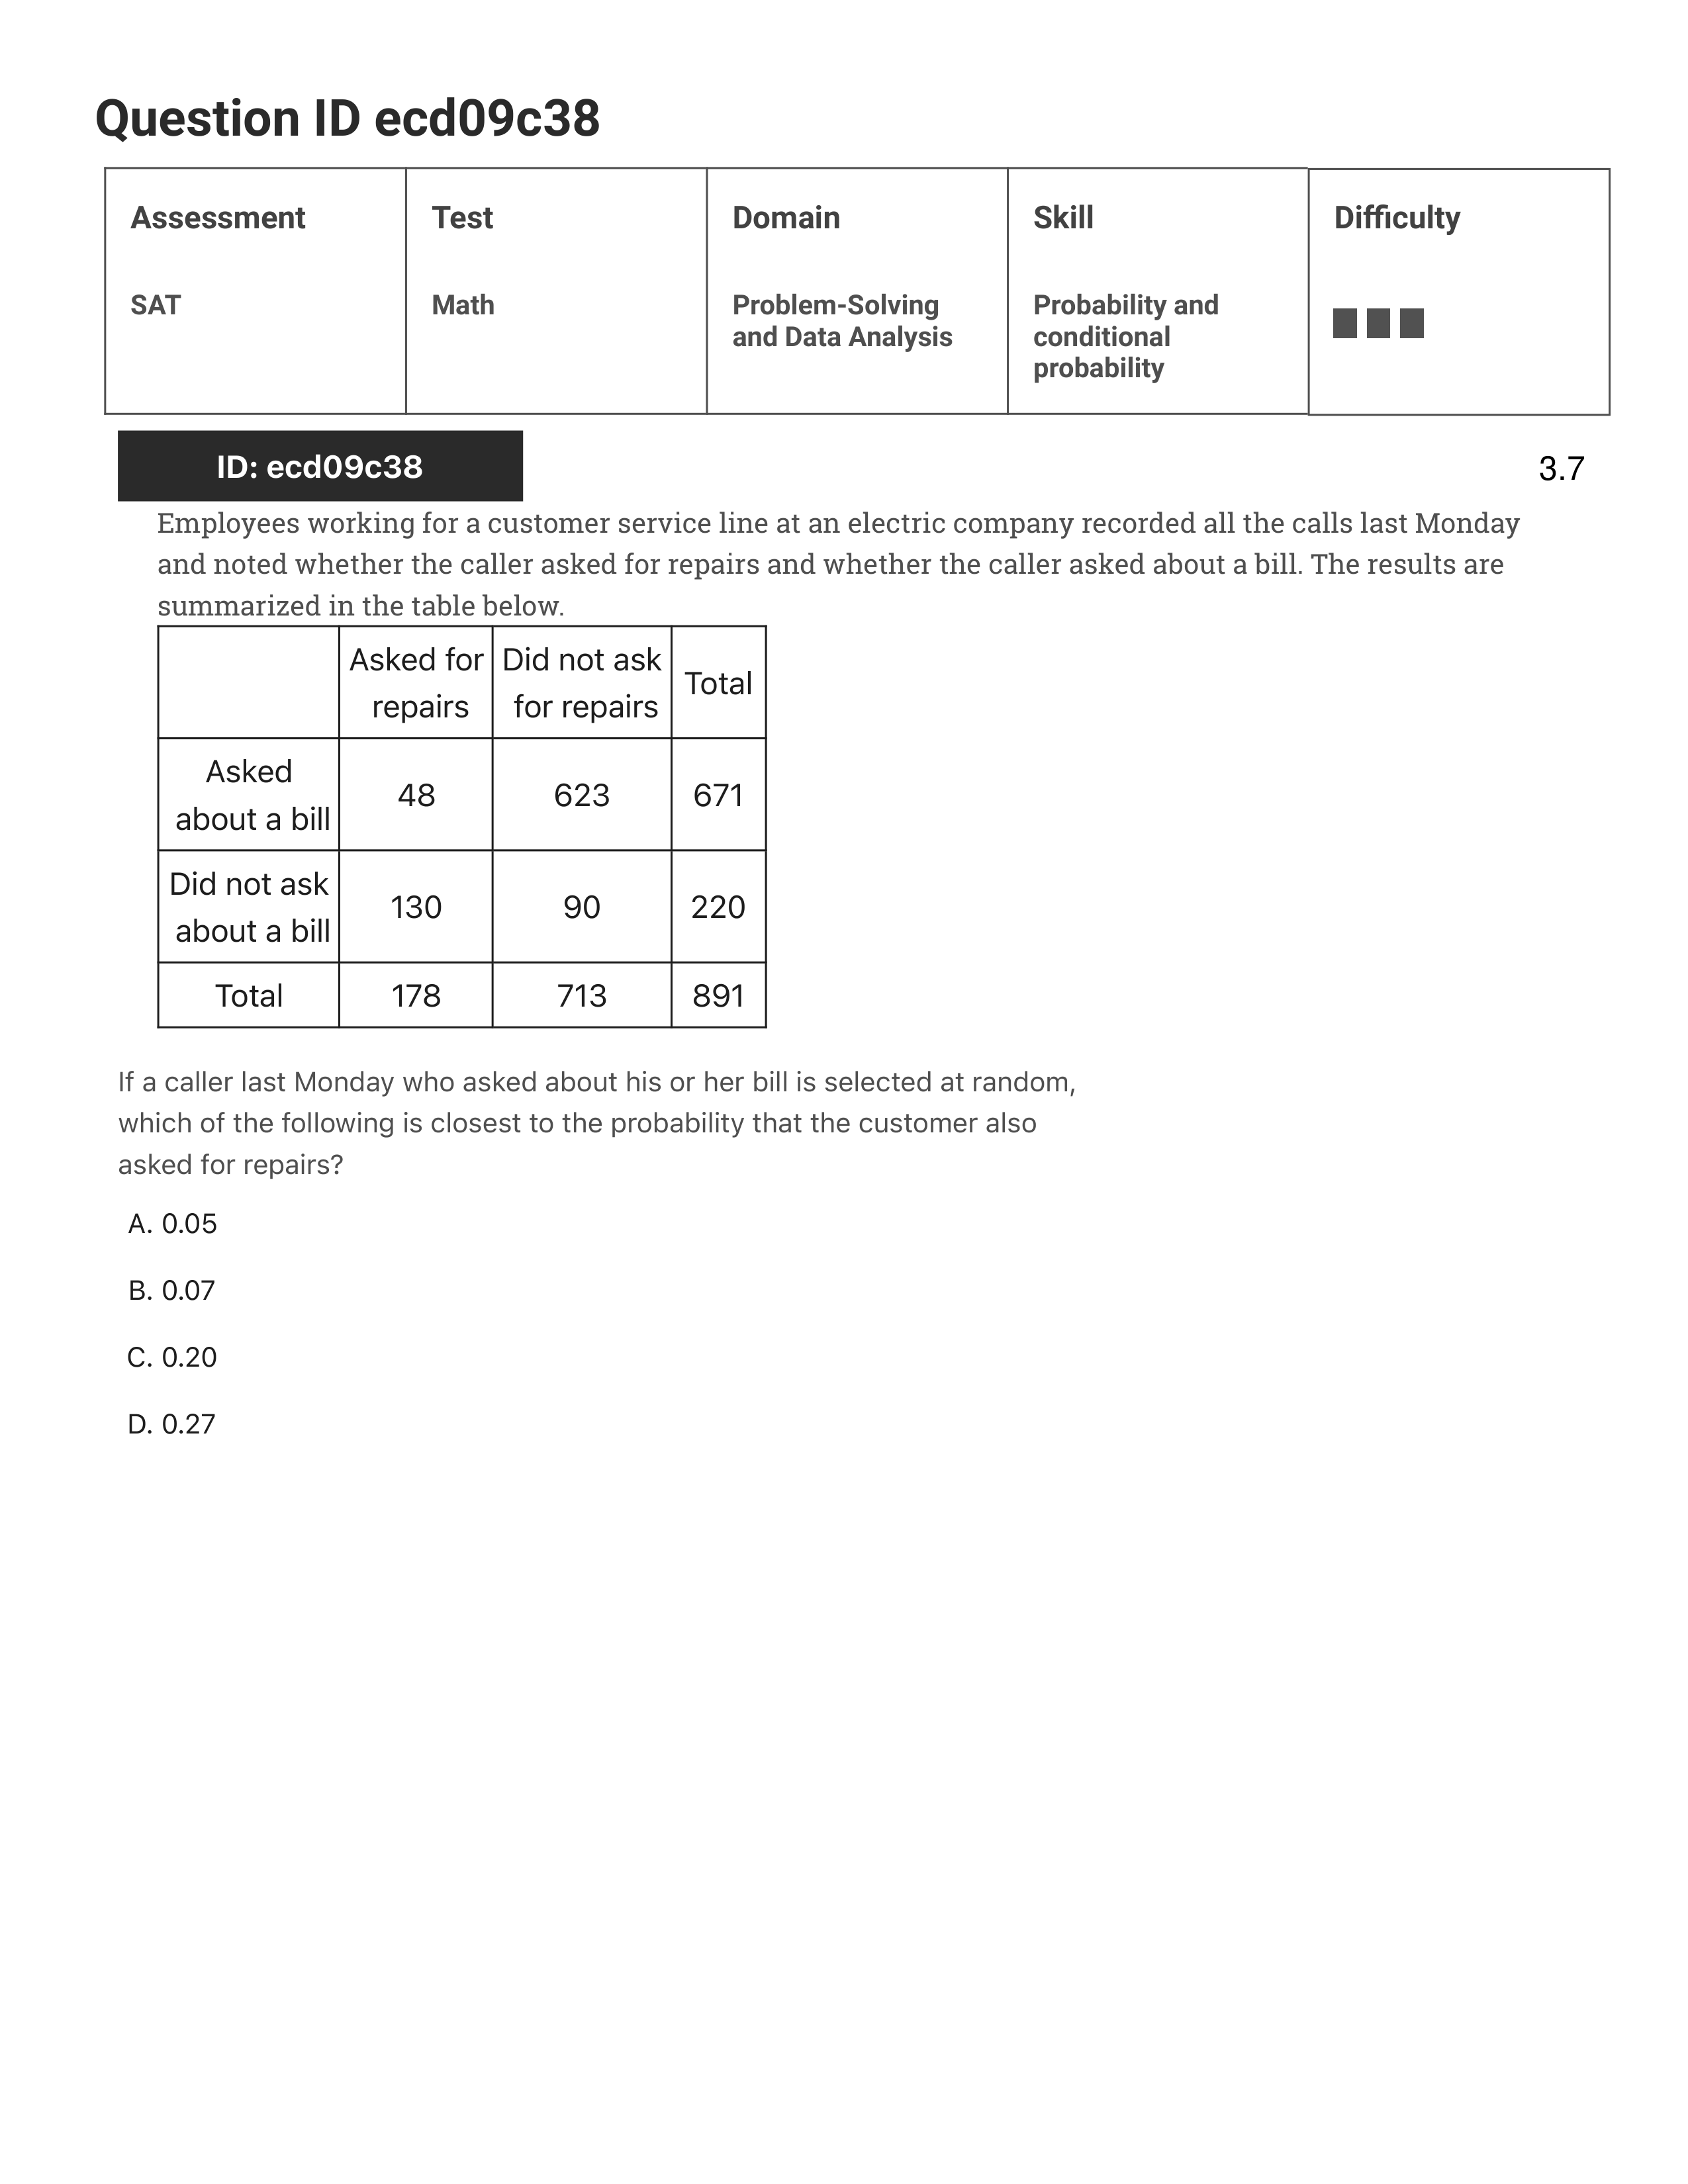 Question ID ecd09c38
Assessment Test Domain Skill Difficulty
SAT Math Problem-Solving Probability and
and Data Analysis conditional
probability
ID: ecd09c38 3.7
Employees working for a customer service line at an electric company recorded all the calls last Monday
and noted whether the caller asked for repairs and whether the caller asked about a bill. The results are
summarized in the table below.
Asked for Did not ask Total
repairs for repairs
Asked
about a bill 48 623 671
Did not ask
about a bill 130 90 220
Total 178 713 891
If a caller last Monday who asked about his or her bill is selected at random,
which of the following is closest to the probability that the customer also
asked for repairs?
A. 0.05
B. 0.07
C. 0.20
D. 0.27